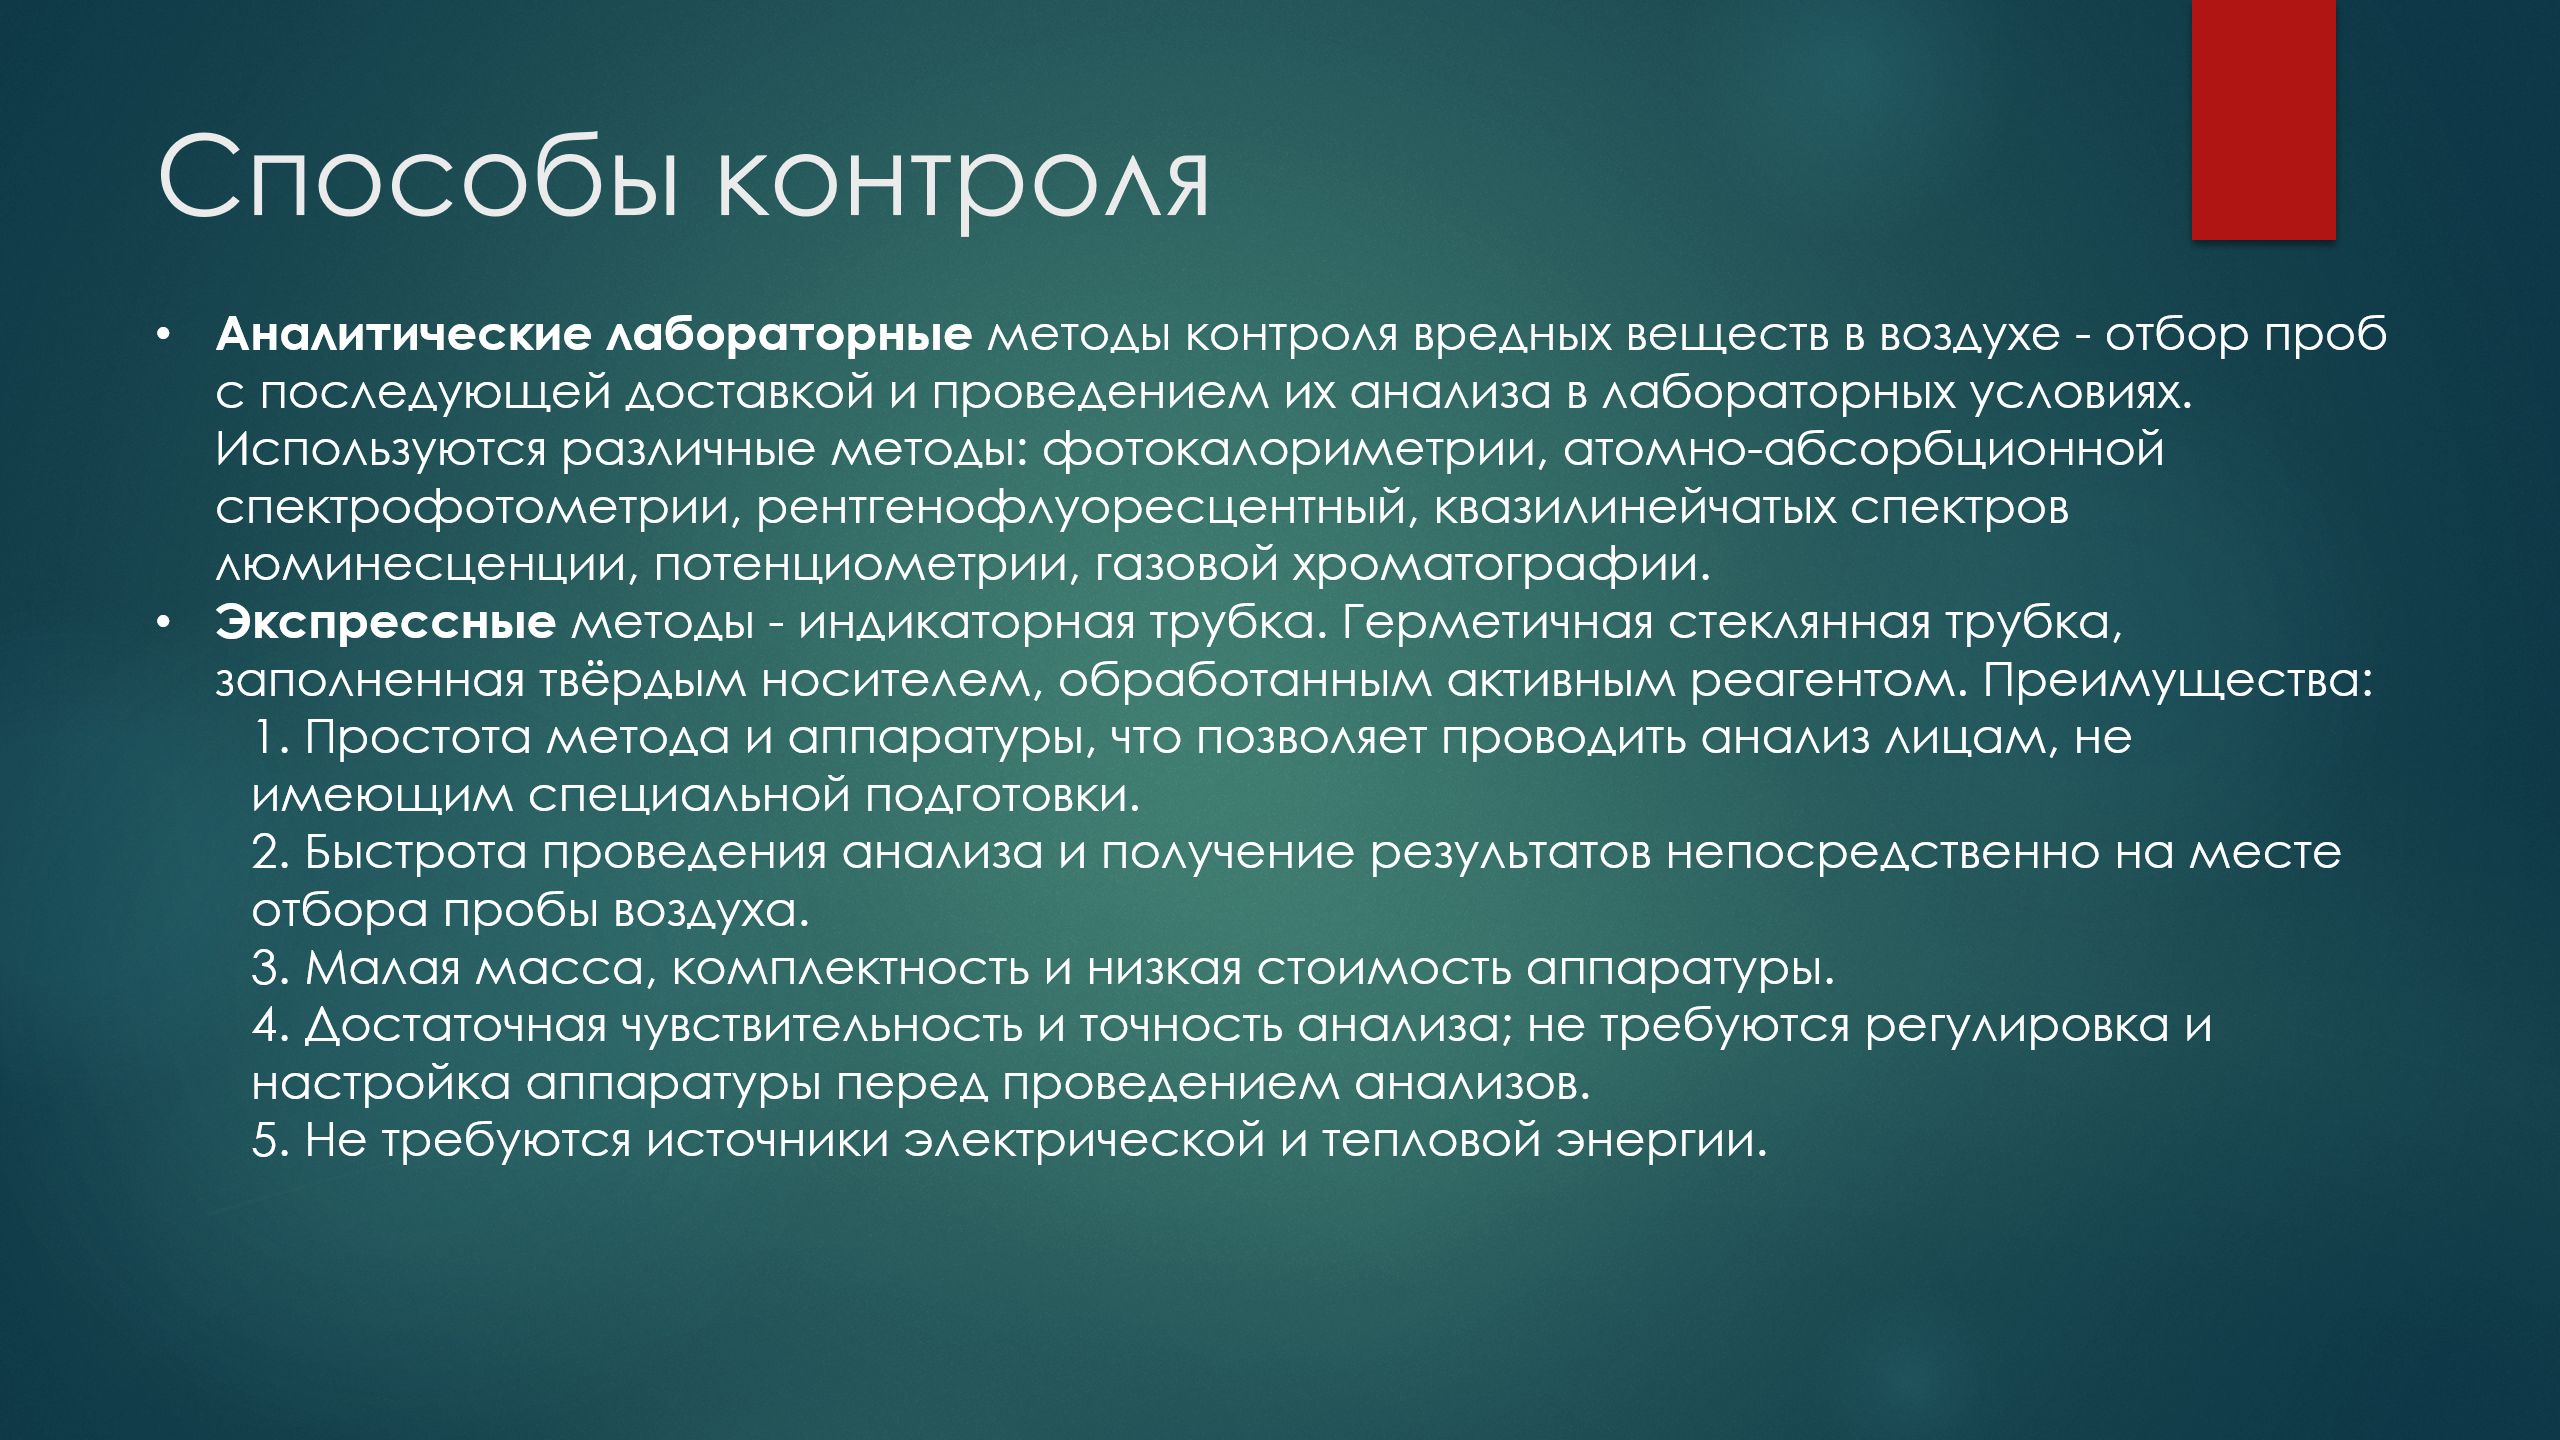 Способы контроля
• Аналитические лабораторные методы контроля вредных веществ в воздухе - отбор проб
с последующей доставкой и проведением их анализа в лабораторных условиях.
Используются различные методы: фотокалориметрии, атомно-абсорбционной
спектрофотометрии, рентгенофлуоресцентный, квазилинейчатых спектров
люминесценции, потенциометрии, газовой хроматографии.
• Экспрессные методы - индикаторная трубка. Герметичная стеклянная трубка,
заполненная твёрдым носителем, обработанным активным реагентом. Преимущества:
1. Простота метода и аппаратуры, что позволяет проводить анализ лицам, не
имеющим специальной подготовки.
2. Быстрота проведения анализа и получение результатов непосредственно на месте
отбора пробы воздуха.
3. Малая масса, комплектность и низкая стоимость аппаратуры.
4. Достаточная чувствительность и точность анализа; не требуются регулировка и
настройка аппаратуры перед проведением анализов.
5. Не требуются источники электрической и тепловой энергии.